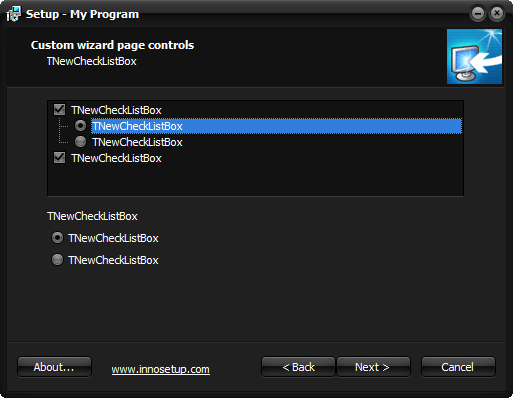 Setup - My Program
Custom wizard page controls
TNewCheckListBox
TNewCheckListBox
TNewCheckListBox
TNewCheckListBox
TNewCheckListBox
TNewCheckListBox
TNewCheckListBox
TNewCheckListBox
About... www.innosetup.com < Back Next > Cancel